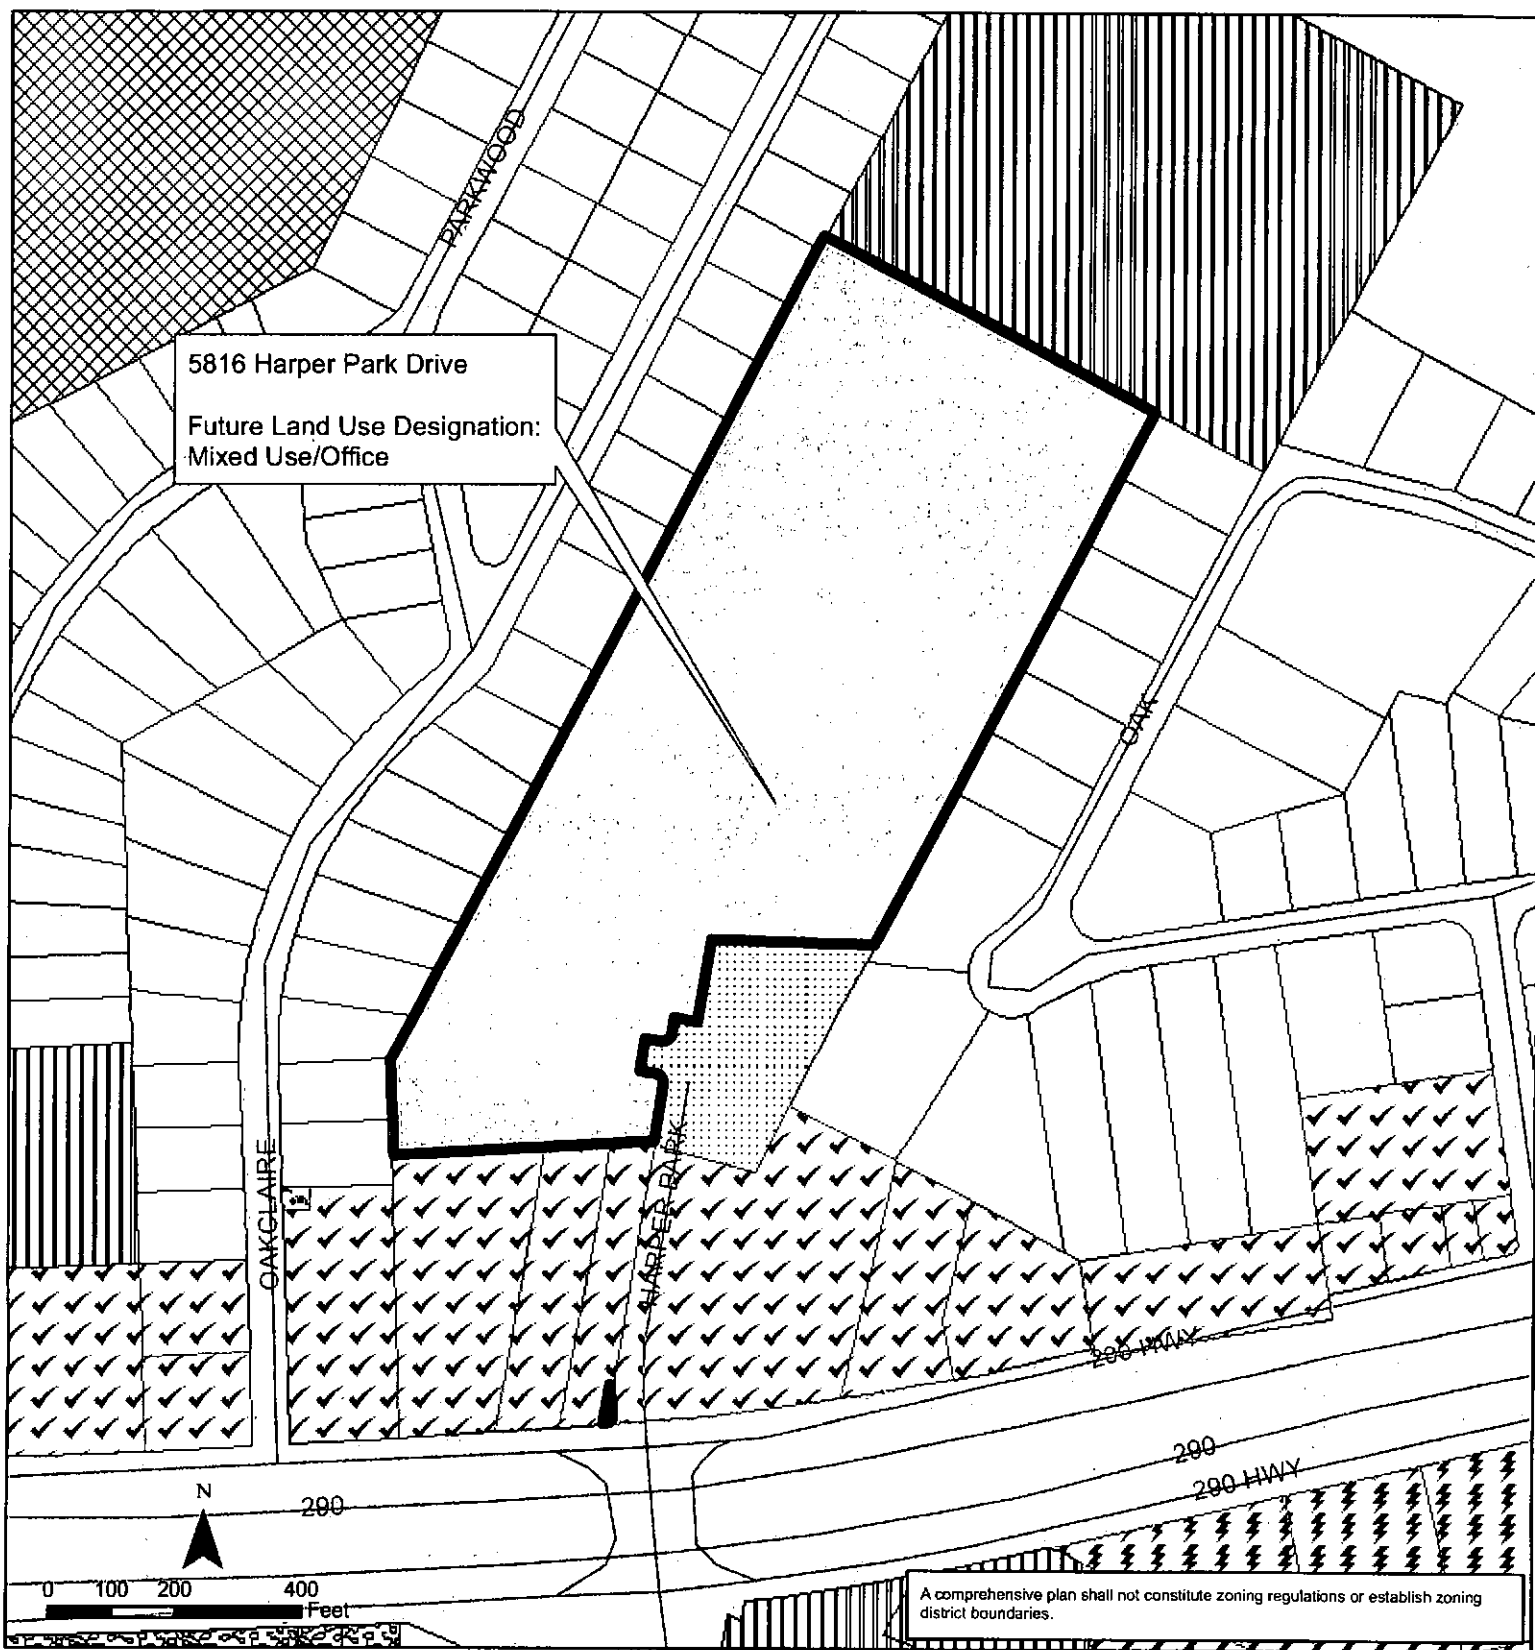 PARKWOOD
5816 Harper Park Drive
Future Land Use Designation:
Mixed Use/Office
OAK
OAKCLAIRE
HARPER PARK
290 HWY
290
290 HWY
290
N
0 100 200 400
Feet
A comprehensive plan shall not constitute zoning regulations or establish zoning
district boundaries.